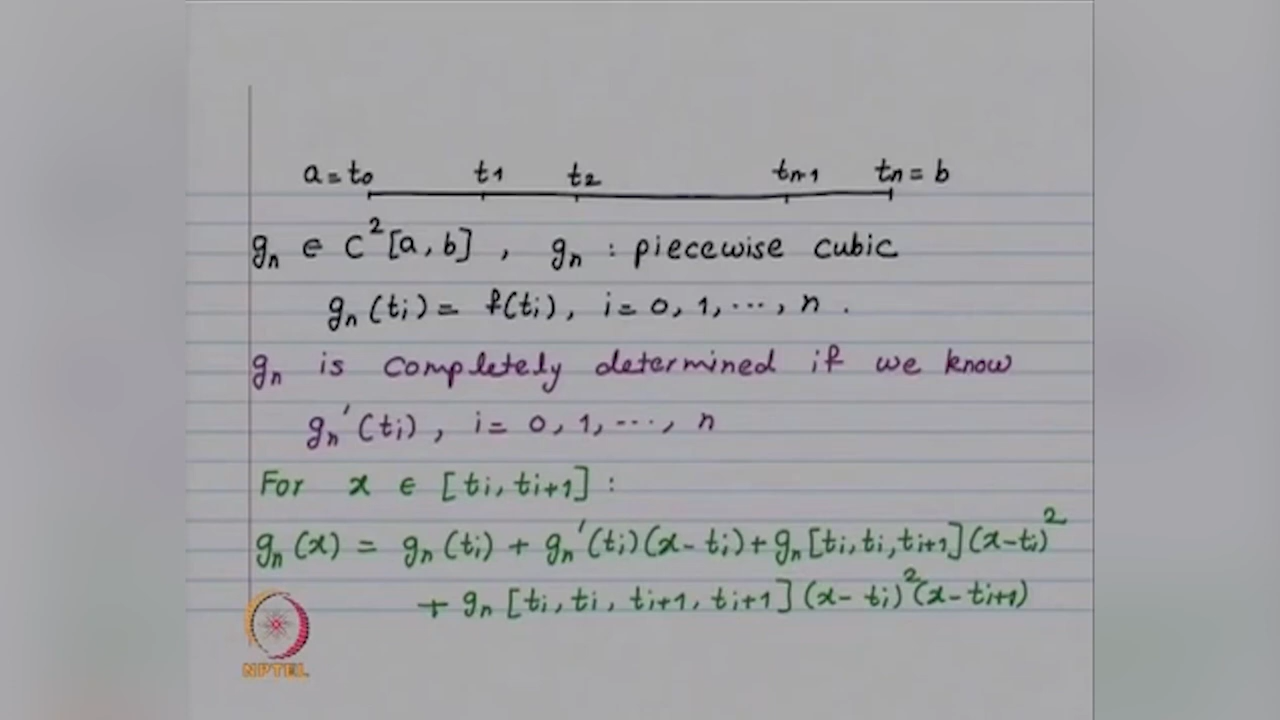 a = t₀ t₁ t₂ tₙ₋₁ tₙ = b
gₙ ∈ C²[a, b] , gₙ : piecewise cubic
gₙ(tᵢ) = f(tᵢ), i = 0, 1, ..., n .
gₙ is completely determined if we know
gₙ′(tᵢ), i = 0, 1, ..., n
For x ∈ [tᵢ, tᵢ₊₁] :
gₙ(x) = gₙ(tᵢ) + gₙ′(tᵢ)(x - tᵢ) + gₙ[tᵢ, tᵢ, tᵢ₊₁](x - tᵢ)²
+ gₙ[tᵢ, tᵢ, tᵢ₊₁, tᵢ₊₁](x - tᵢ)²(x - tᵢ₊₁)
NPTEL